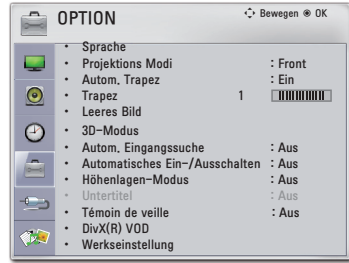 OPTION
Bewegen OK
• Sprache
• Projektions Modi : Front
• Autom. Trapez : Ein
• Trapez 1
• Leeres Bild
• 3D-Modus
• Autom. Eingangssuche : Aus
• Automatisches Ein-/Ausschalten : Aus
• Höhenlagen-Modus : Aus
• Untertitel : Aus
• Témoin de veille : Aus
• DivX(R) VOD
• Werkseinstellung